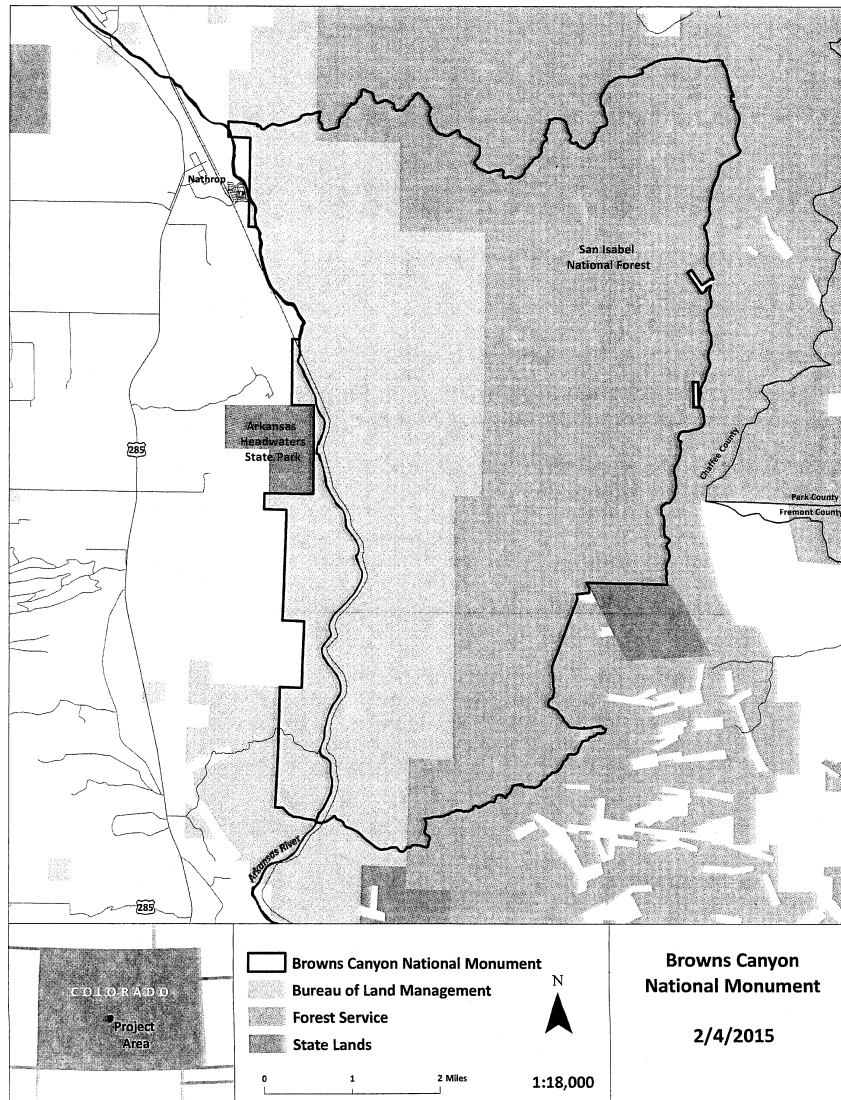 Nathrop
San Isabel
National Forest
Arkansas
Headwaters
State Park
285
Chaffee County
Park County
Fremont County
Arkansas River
285
COLORADO
Project
Area
Browns Canyon National Monument
Bureau of Land Management
Forest Service
State Lands
0 1 2 Miles
N
1:18,000
Browns Canyon
National Monument
2/4/2015